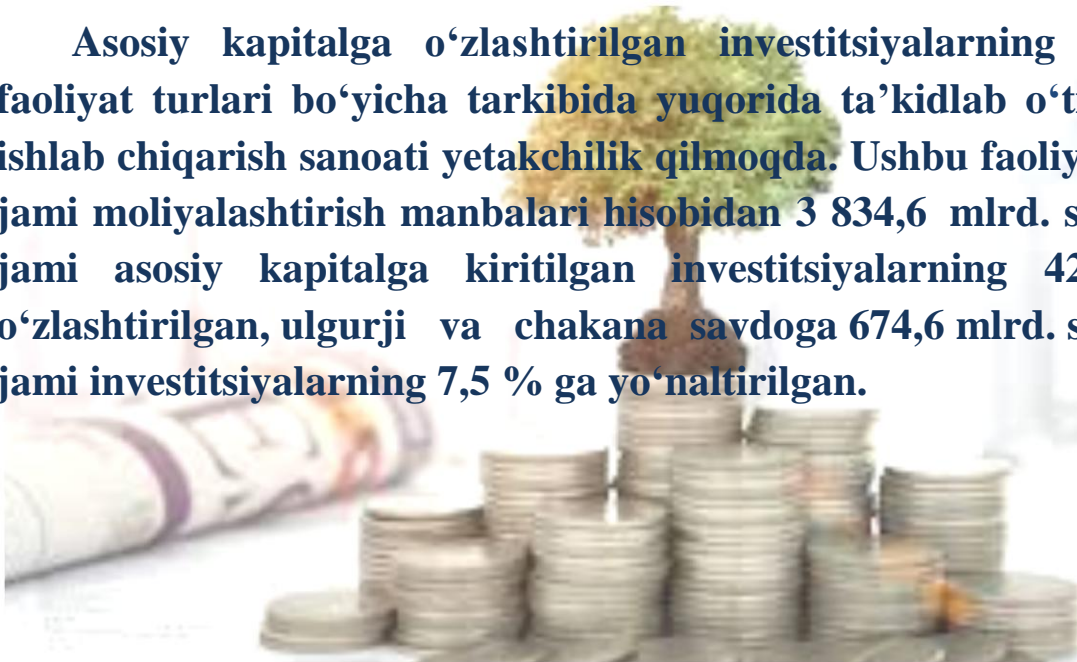 Asosiy kapitalga o‘zlashtirilgan investitsiyalarning
faoliyat turlari bo‘yicha tarkibida yuqorida ta’kidlab
ishlab chiqarish sanoati yetakchilik qilmoqda. Ushbu
jami moliyalashtirish manbalari hisobidan 3 834,6 mlrd.
jami asosiy kapitalga kiritilgan investitsiyalarning
o‘zlashtirilgan, ulgurji va chakana savdoga 674,6 mlrd.
jami investitsiyalarning 7,5 % ga yo‘naltirilgan.